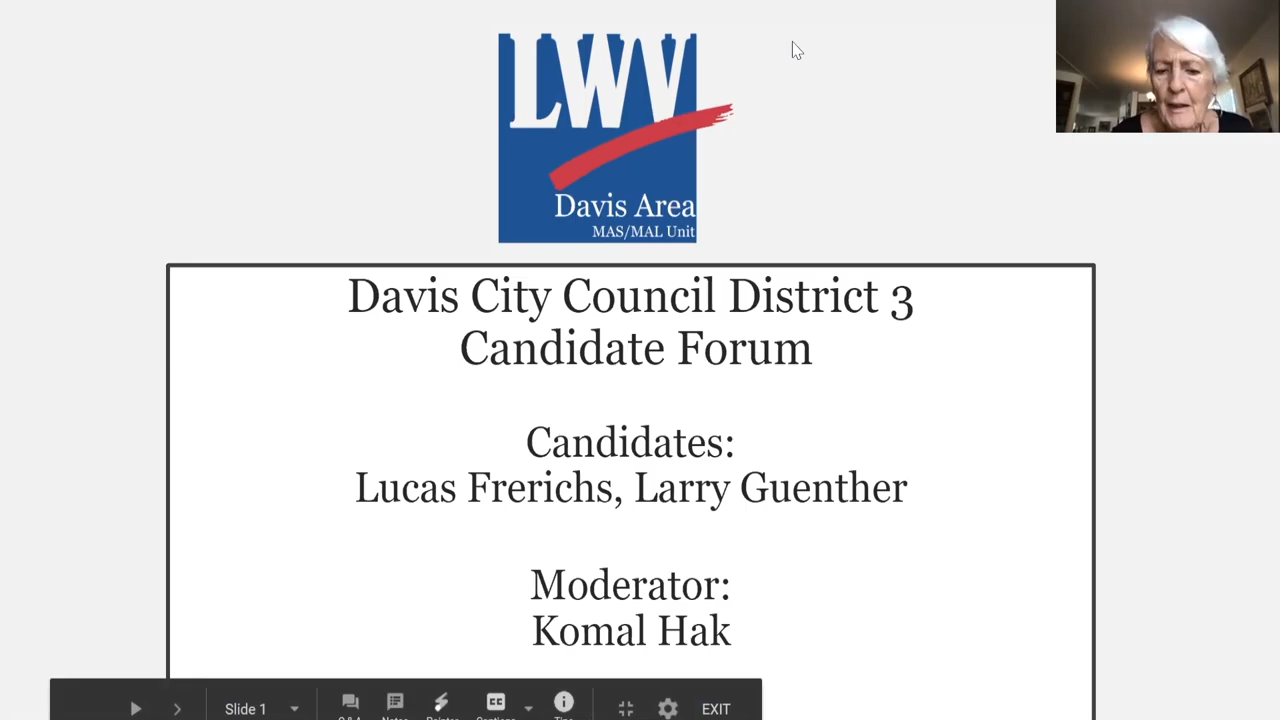 LWV
Davis Area
MAS/MAL Unit
Davis City Council District 3
Candidate Forum
Candidates:
Lucas Frerichs, Larry Guenther
Moderator:
Komal Hak
Slide 1
CC
EXIT